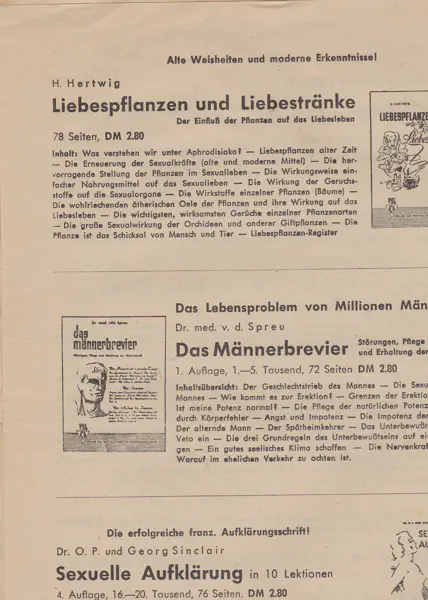 Alte Weisheiten und moderne Erkenntnisse!
H. Hertwig
Liebespflanzen und Liebestränke
Der Einfluß der Pflanzen auf das Liebesleben
78 Seiten, DM 2.80
Inhalt: Was verstehen wir unter Aphrodisiako? — Liebespflanzen alter Zeit
— Die Erneuerung der Sexualkräfte (alte und moderne Mittel) — Die her-
vorragende Stellung der Pflanzen im Sexualleben — Die Wirkungsweise ein-
facher Nahrungsmittel auf das Sexualleben — Die Wirkung der Geruchs-
stoffe auf die Sexualorgane — Die Wirkstoffe einzelner Pflanzen (Bäume) —
Die wohlriechenden ätherischen Oele der Pflanzen und ihre Wirkung auf das
Liebesleben — Die wichtigsten, wirksamsten Gerüche einzelner Pflanzenarten
— Die große Sexualwirkung der Orchideen und anderer Giftpflanzen — Die
Pflanze ist das Schicksal von Mensch und Tier — Liebespflanzen-Register
LIEBESPFLANZE
Das Lebensproblem von Millionen Män
Dr. med. v. d. Spreu
Das Männerbrevier
Störungen, Pflege
und Erhaltung der
1. Auflage, 1.—5. Tausend, 72 Seiten DM 2.80
Inhaltsübersicht: Der Geschlechtstrieb des Mannes — Die Sexu
Mannes — Wie kommt es zur Erektion? — Grenzen der Erektion
Ist meine Potenz normal? — Die Pflege der natürlichen Potenz
durch Körperfehler — Angst und Impotenz — Die Impotenz der
Der alternde Mann — Der Spätheimkehrer — Das Unterbewußt
Veto ein — Die drei Grundregeln des Unterbewußtseins auf ei
gen — Ein gutes seelisches Klima schaffen — Die Nervenkraf
Worauf im ehelichen Verkehr zu achten ist.
das
männerbrevier
Die erfolgreiche franz. Aufklärungsschrift!
Dr. O. P. und Georg Sinclair
Sexuelle Aufklärung in 10 Lektionen
4. Auflage, 16.—20. Tausend, 76 Seiten, DM 2.80
SE
AU